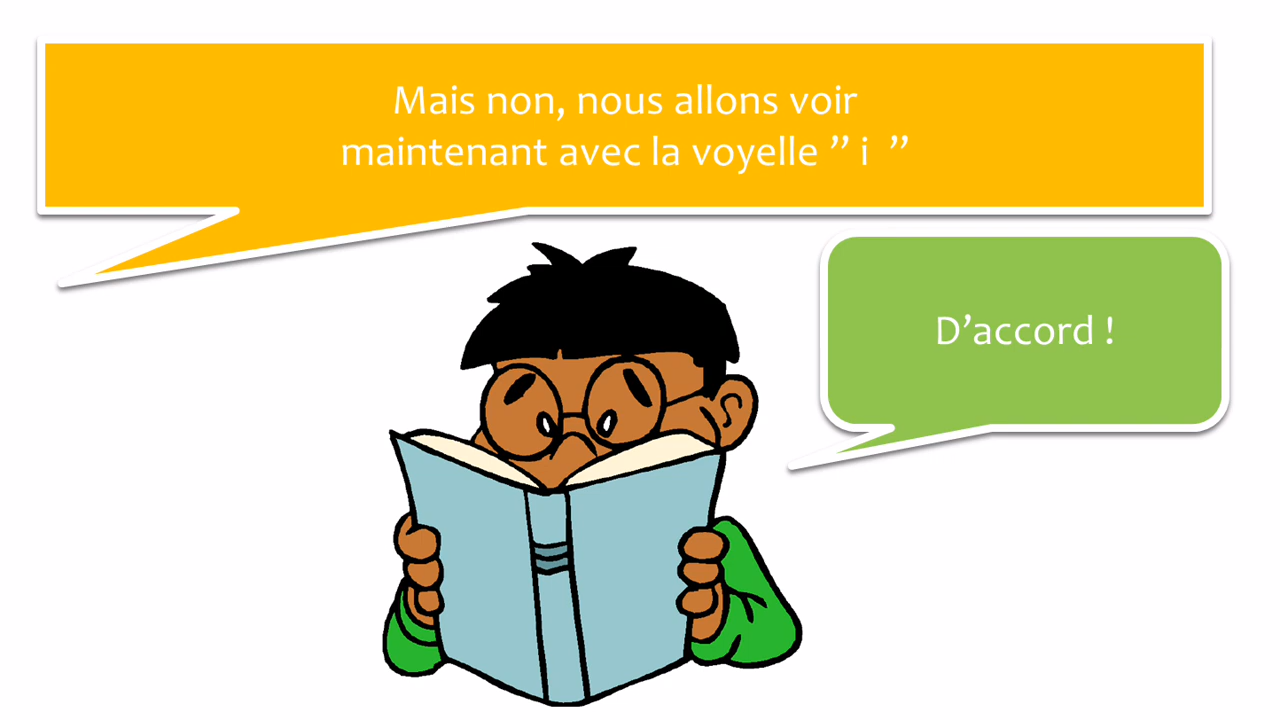 Mais non, nous allons voir
maintenant avec la voyelle ” i ”
D’accord !